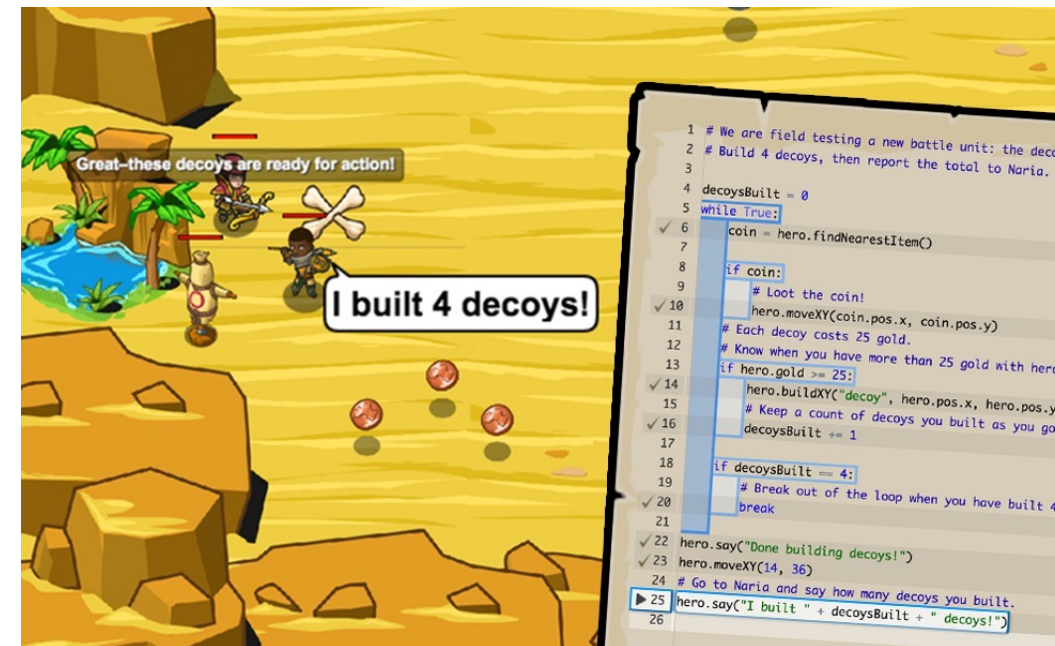 Great–these decoys are ready for action!
I built 4 decoys!
1 # We are field testing a new battle unit: the
2 # Build 4 decoys, then report the total to Naria.
3
4 decoysBuilt = 0
5 while True:
6 coin = hero.findNearestItem()
7
8 if coin:
9 # Loot the coin!
10 hero.moveXY(coin.pos.x, coin.pos.y)
11 # Each decoy costs 25 gold.
12 # Know when you have more than 25 gold with
13 if hero.gold >= 25:
14 hero.buildXY("decoy", hero.pos.x, hero.pos.y
15 # Keep a count of decoys you built as you go
16 decoysBuilt += 1
17
18 if decoysBuilt == 4:
19 # Break out of the loop when you have built 4
20 break
21
22 hero.say("Done building decoys!")
23 hero.moveXY(14, 36)
24 # Go to Naria and say how many decoys you built.
25 hero.say("I built " + decoysBuilt + " decoys!")
26